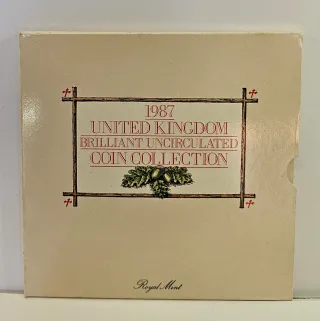 1987
UNITED KINGDOM
BRILLIANT UNCIRCULATED
COIN COLLECTION
Royal Mint